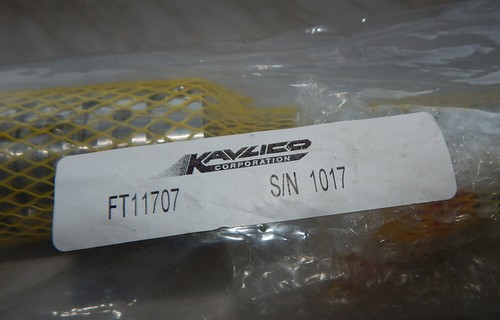 KAVLICO
CORPORATION
FT11707 S/N 1017